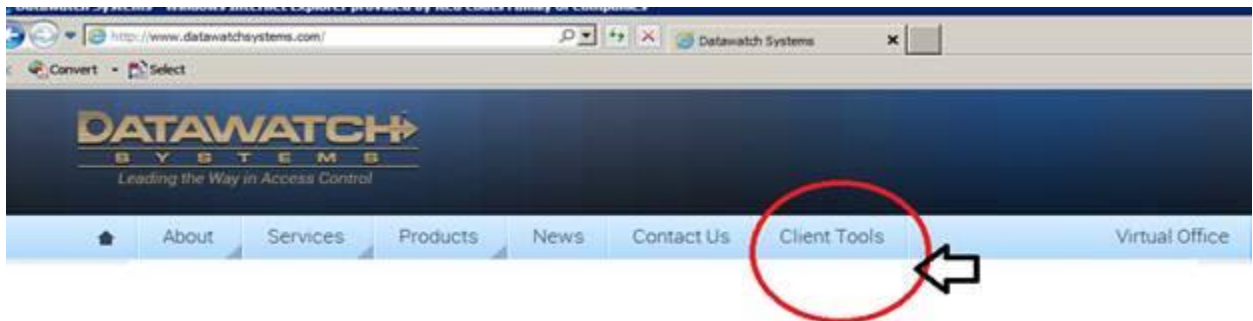 http://www.datawatchsystems.com/
Datawatch Systems
Convert
Select
DATAWATCH
SYSTEMS
Leading the Way in Access Control
About Services Products News Contact Us Client Tools Virtual Office